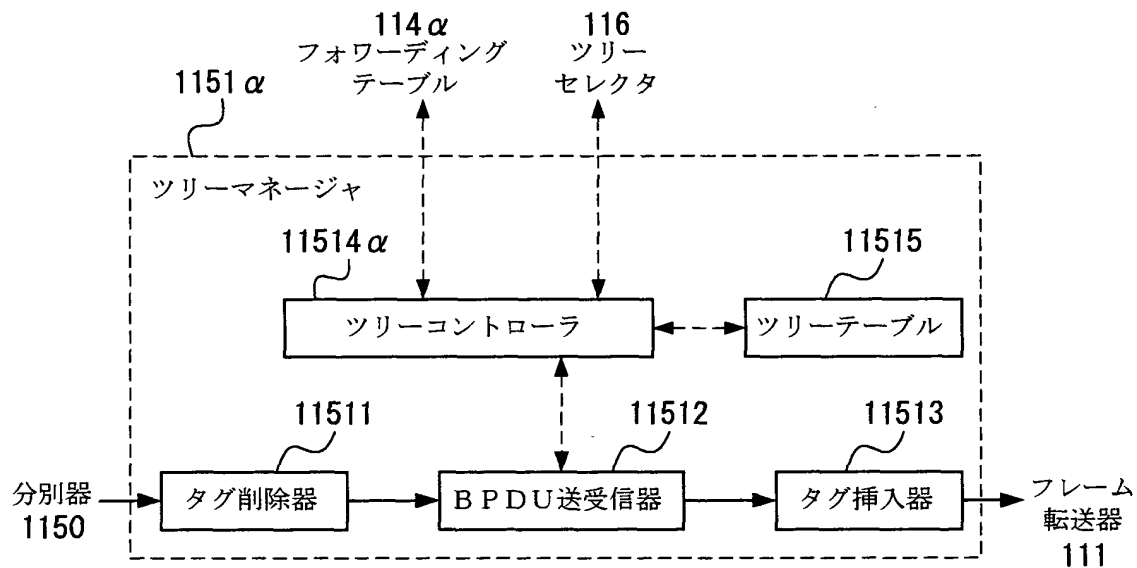 114α
フォワーディング
テーブル
116
ツリー
セレクタ
1151α
ツリーマネージャ
11514α
ツリーコントローラ
11515
ツリーテーブル
11511
タグ削除器
11512
ＢＰＤＵ送受信器
11513
タグ挿入器
分別器
1150
フレーム
転送器
111